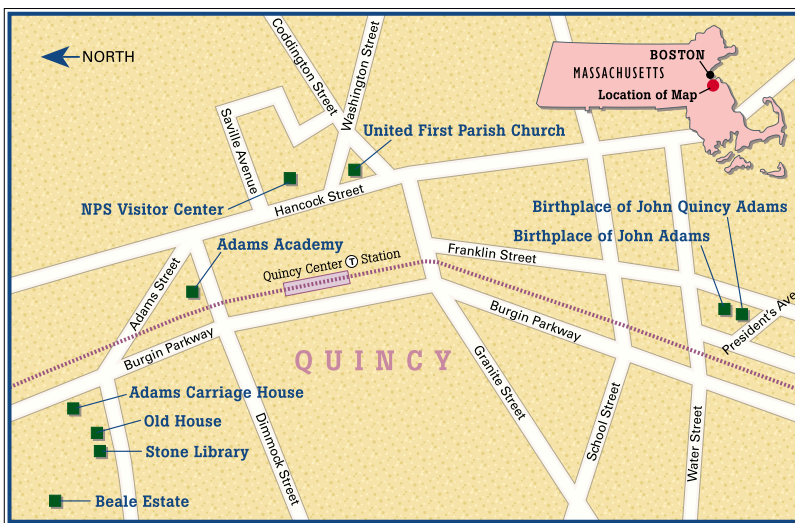 NORTH
Coddington Street
Washington Street
BOSTON
MASSACHUSETTS
Location of Map
Saville Avenue
United First Parish Church
NPS Visitor Center
Hancock Street
Birthplace of John Quincy Adams
Birthplace of John Adams
Adams Academy
Franklin Street
Quincy Center T Station
Adams Street
President's Ave
Burgin Parkway
Burgin Parkway
QUINCY
Granite Street
Adams Carriage House
Old House
School Street
Water Street
Dimmock Street
Stone Library
Beale Estate